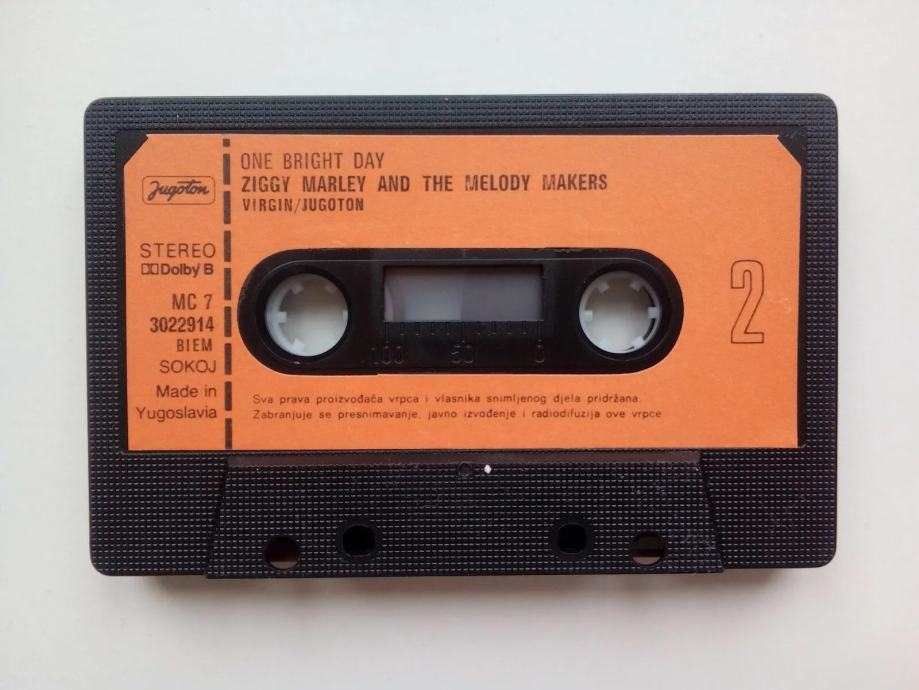 Jugoton
STEREO
Dolby B
MC 7
3022914
BIEM
SOKOJ
Made in
Yugoslavia
ONE BRIGHT DAY
ZIGGY MARLEY AND THE MELODY MAKERS
VIRGIN/JUGOTON
2
100 50 0
Sva prava proizvođača vrpca i vlasnika snimljenog djela pridržana.
Zabranjuje se presnimavanje, javno izvođenje i radiodifuzija ove vrpce